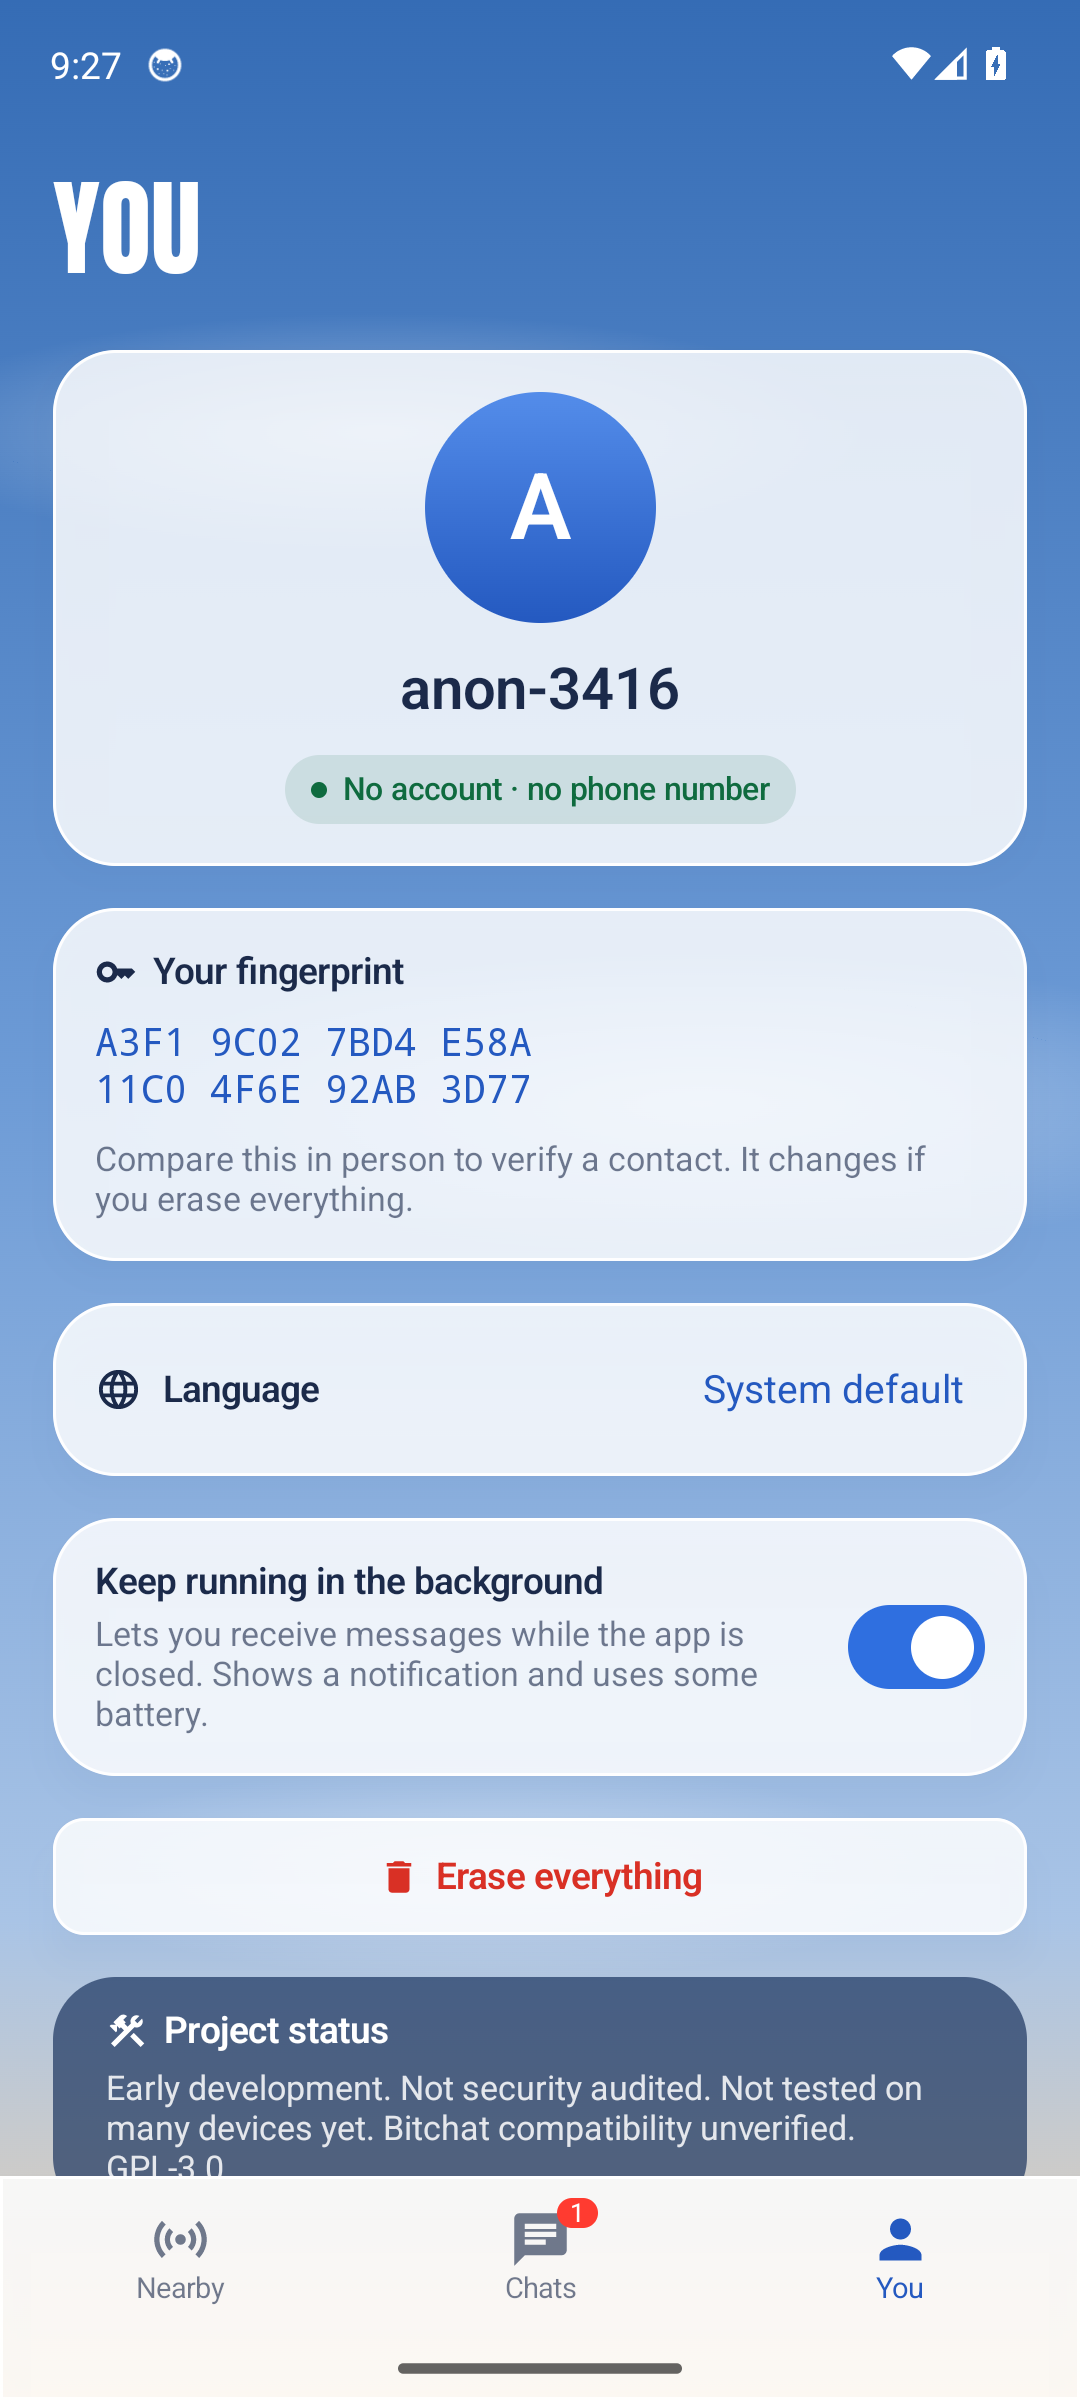 9:27
YOU
A
anon-3416
No account · no phone number
Your fingerprint
A3F1 9C02 7BD4 E58A
11C0 4F6E 92AB 3D77
Compare this in person to verify a contact. It changes if
you erase everything.
Language
System default
Keep running in the background
Lets you receive messages while the app is
closed. Shows a notification and uses some
battery.
Erase everything
Project status
Early development. Not security audited. Not tested on
many devices yet. Bitchat compatibility unverified.
GPL-3.0
1
Nearby
Chats
You